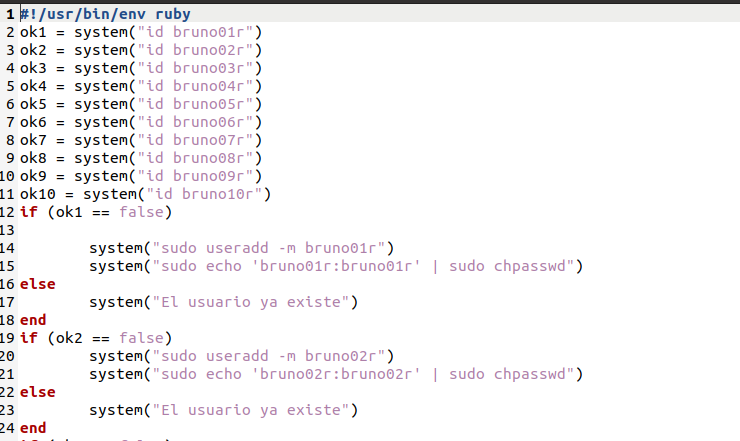 1 #!/usr/bin/env ruby
2 ok1 = system("id bruno01r")
3 ok2 = system("id bruno02r")
4 ok3 = system("id bruno03r")
5 ok4 = system("id bruno04r")
6 ok5 = system("id bruno05r")
7 ok6 = system("id bruno06r")
8 ok7 = system("id bruno07r")
9 ok8 = system("id bruno08r")
10 ok9 = system("id bruno09r")
11 ok10 = system("id bruno10r")
12 if (ok1 == false)
13
14         system("sudo useradd -m bruno01r")
15         system("sudo echo 'bruno01r:bruno01r' | sudo chpasswd")
16 else
17         system("El usuario ya existe")
18 end
19 if (ok2 == false)
20         system("sudo useradd -m bruno02r")
21         system("sudo echo 'bruno02r:bruno02r' | sudo chpasswd")
22 else
23         system("El usuario ya existe")
24 end